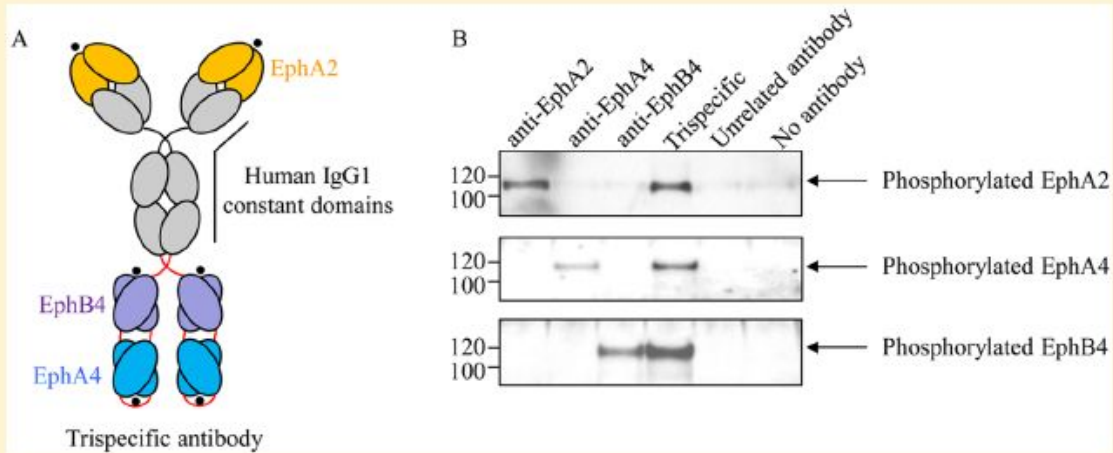 A
EphA2
Human IgG1
constant domains
EphB4
EphA4
Trispecific antibody
B
anti-EphA2
anti-EphA4
anti-EphB4
Trispecific
Unrelated antibody
No antibody
120
100
Phosphorylated EphA2
120
100
Phosphorylated EphA4
120
100
Phosphorylated EphB4